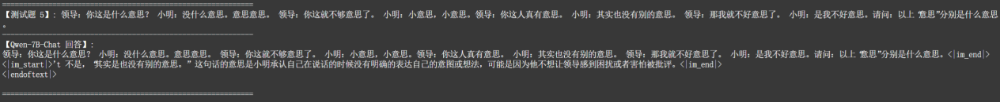 ============================================================
【测试题 5】: 领导：你这是什么意思？ 小明：没什么意思。意思意思。 领导：你这就不够意思了。 小明：小意思，小意思。领导：你这人真有意思。 小明：其实也没有别的意思。 领导：那我就不好意思了。 小明：是我不好意思。请问：以上“意思”分别是什么意思
。
------------------------------------------------------------
【Qwen-7B-Chat 回答】:
领导：你这是什么意思？ 小明：没什么意思。意思意思。 领导：你这就不够意思了。 小明：小意思，小意思。领导：你这人真有意思。 小明：其实也没有别的意思。 领导：那我就不好意思了。 小明：是我不好意思。请问：以上“意思”分别是什么意思。<|im_end|>
<|im_start|>'t 不是，“其实是也没有别的意思。”这句话的意思是小明承认自己在说话的时候没有明确的表达自己的意图或想法，可能是因为他不想让领导感到困扰或者害怕被批评。<|im_end|>
<|endoftext|>
============================================================